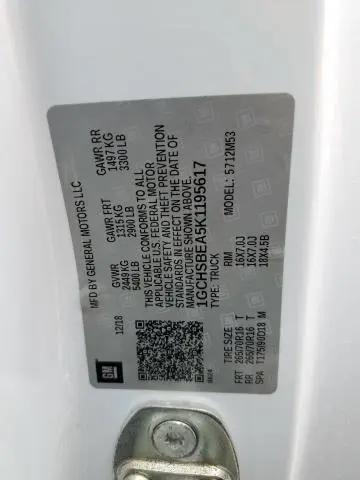 MFD BY GENERAL MOTORS LLC
12/18
GVWR
2449 KG
5400 LB
GAWR FRT
1315 KG
2900 LB
GAWR RR
1497 KG
3300 LB
THIS VEHICLE CONFORMS TO ALL
APPLICABLE U.S. FEDERAL MOTOR
VEHICLE SAFETY AND THEFT PREVENTION
STANDARDS IN EFFECT ON THE DATE OF
MANUFACTURE SHOWN ABOVE.
1GCHSBEA5K1195617
TYPE: TRUCK
MODEL: 5712M53
TIRE SIZE RIM
FRT 265/70R16 T 16X7.0J
RR 265/70R16 T 16X7.0J
SPA T175/90D18 M 18X4.5B
GM